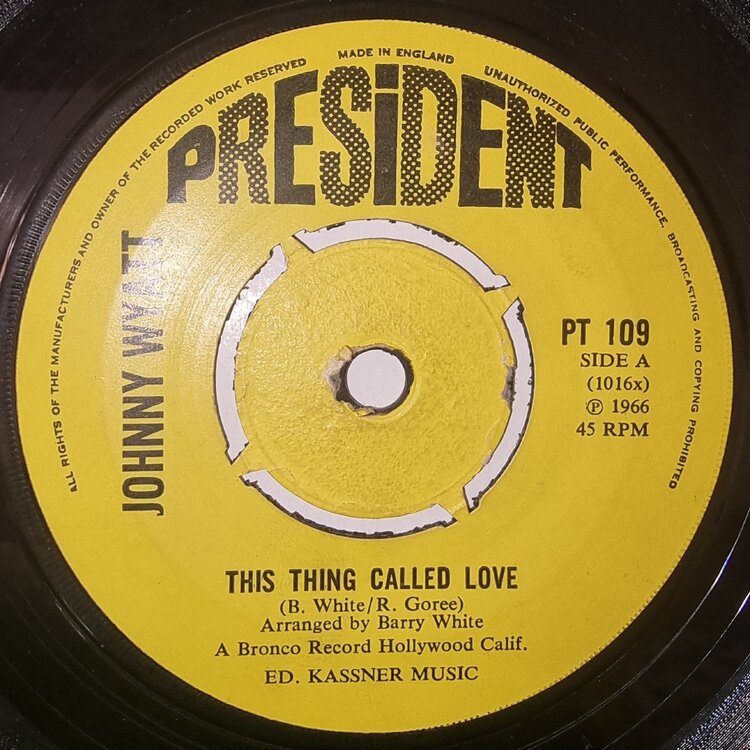 ALL RIGHTS OF THE MANUFACTURERS AND OWNER OF THE RECORDED WORK RESERVED
MADE IN ENGLAND
UNAUTHORIZED PUBLIC PERFORMANCE, BROADCASTING AND COPYING PROHIBITED
PRESiDENT
JOHNNY WYATT
PT 109
SIDE A
(1016x)
℗ 1966
45 RPM
THIS THING CALLED LOVE
(B. White/R. Goree)
Arranged by Barry White
A Bronco Record Hollywood Calif.
ED. KASSNER MUSIC